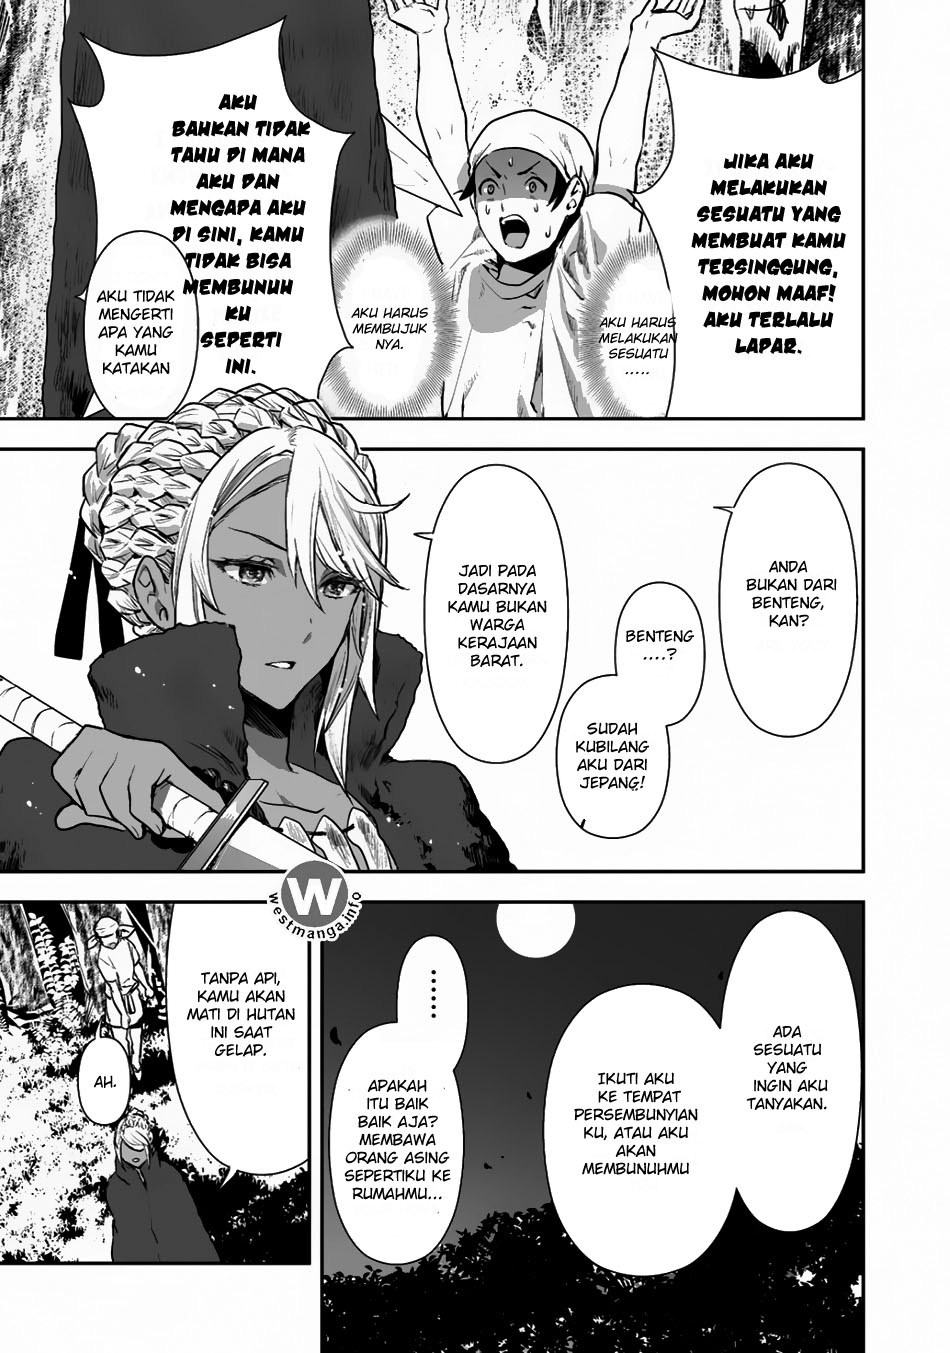 JIKA AKU
MELAKUKAN
SESUATU YANG
MEMBUAT KAMU
TERSINGGUNG,
MOHON MAAF!
AKU TERLALU
LAPAR.
AKU HARUS
MELAKUKAN
SESUATU
.....
AKU HARUS
MEMBUJUK
NYA.
AKU
BAHKAN TIDAK
TAHU DI MANA
AKU DAN
MENGAPA AKU
DI SINI, KAMU
TIDAK BISA
MEMBUNUH
KU
SEPERTI
INI.
AKU TIDAK
MENGERTI
APA YANG
KAMU
KATAKAN
ANDA
BUKAN DARI
BENTENG,
KAN?
BENTENG
....?
SUDAH
KUBILANG
AKU DARI
JEPANG!
JADI PADA
DASARNYA
KAMU BUKAN
WARGA
KERAJAAN
BARAT.
ADA
SESUATU
YANG
INGIN AKU
TANYAKAN.
IKUTI AKU
KE TEMPAT
PERSEMBUNYIAN
KU, ATAU AKU
AKAN
MEMBUNUHMU
......
APAKAH
ITU BAIK
BAIK AJA?
MEMBAWA
ORANG ASING
SEPERTIKU KE
RUMAHMU...
TANPA API,
KAMU AKAN
MATI DI HUTAN
INI SAAT
GELAP.
AH.
W
westmanga.info